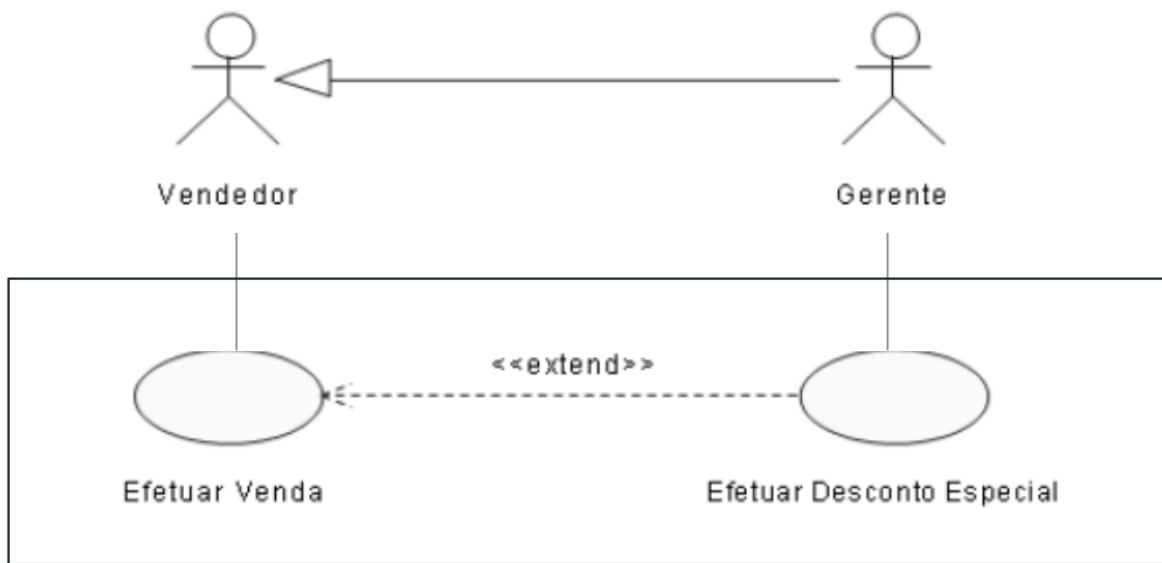 Vendedor
Gerente
<<extend>>
Efetuar Venda
Efetuar Desconto Especial